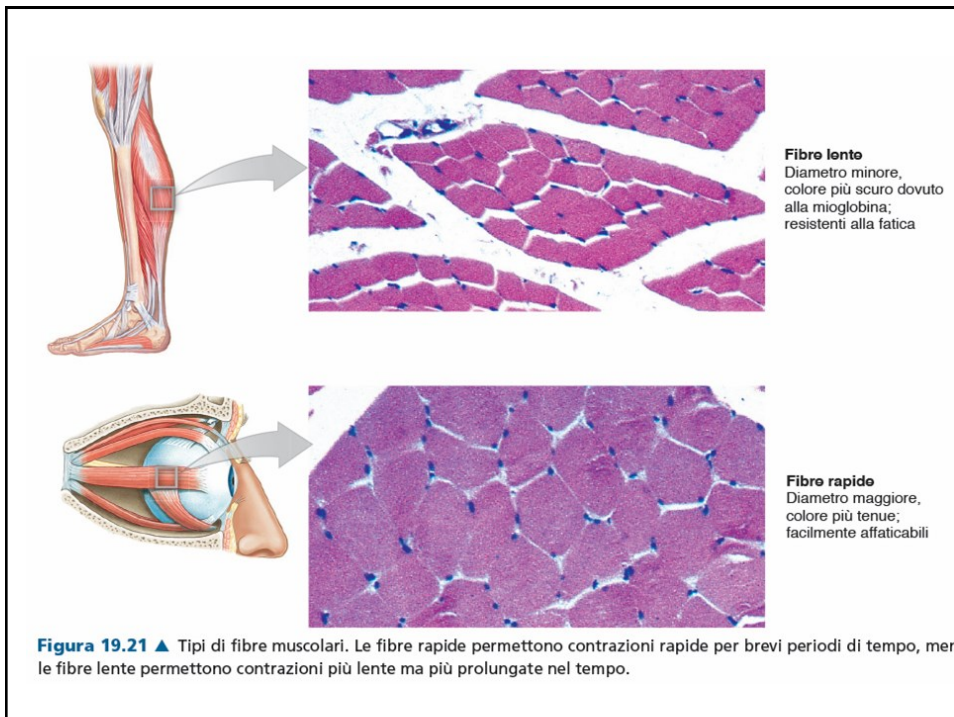 Fibre lente
Diametro minore,
colore più scuro dovuto
alla mioglobina;
resistenti alla fatica
Fibre rapide
Diametro maggiore,
colore più tenue;
facilmente affaticabili
Figura 19.21 ▲ Tipi di fibre muscolari. Le fibre rapide permettono contrazioni rapide per brevi periodi di tempo,
le fibre lente permettono contrazioni più lente ma più prolungate nel tempo.